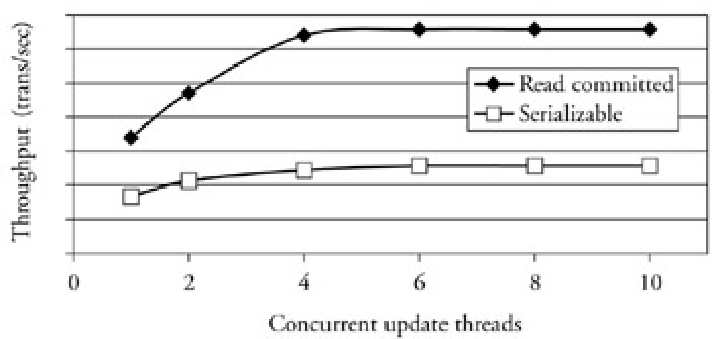 Throughput (trans/sec)
Read committed
Serializable
0 2 4 6 8 10
Concurrent update threads